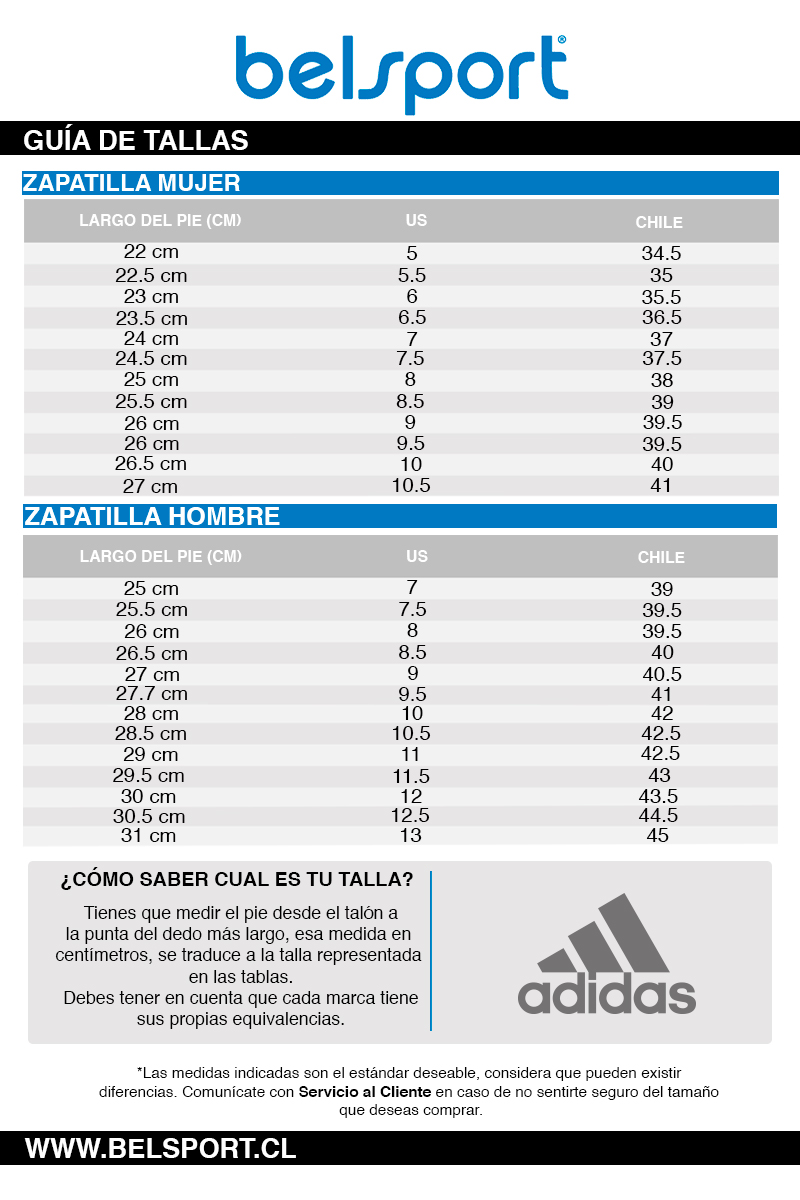 belsport®
GUÍA DE TALLAS
ZAPATILLA MUJER
LARGO DEL PIE (CM) US CHILE
22 cm 5 34.5
22.5 cm 5.5 35
23 cm 6 35.5
23.5 cm 6.5 36.5
24 cm 7 37
24.5 cm 7.5 37.5
25 cm 8 38
25.5 cm 8.5 39
26 cm 9 39.5
26 cm 9.5 39.5
26.5 cm 10 40
27 cm 10.5 41
ZAPATILLA HOMBRE
LARGO DEL PIE (CM) US CHILE
25 cm 7 39
25.5 cm 7.5 39.5
26 cm 8 39.5
26.5 cm 8.5 40
27 cm 9 40.5
27.7 cm 9.5 41
28 cm 10 42
28.5 cm 10.5 42.5
29 cm 11 42.5
29.5 cm 11.5 43
30 cm 12 43.5
30.5 cm 12.5 44.5
31 cm 13 45
¿CÓMO SABER CUAL ES TU TALLA?
Tienes que medir el pie desde el talón a
la punta del dedo más largo, esa medida en
centímetros, se traduce a la talla representada
en las tablas.
Debes tener en cuenta que cada marca tiene
sus propias equivalencias.
adidas
*Las medidas indicadas son el estándar deseable, considera que pueden existir
diferencias. Comunícate con Servicio al Cliente en caso de no sentirte seguro del tamaño
que deseas comprar.
WWW.BELSPORT.CL